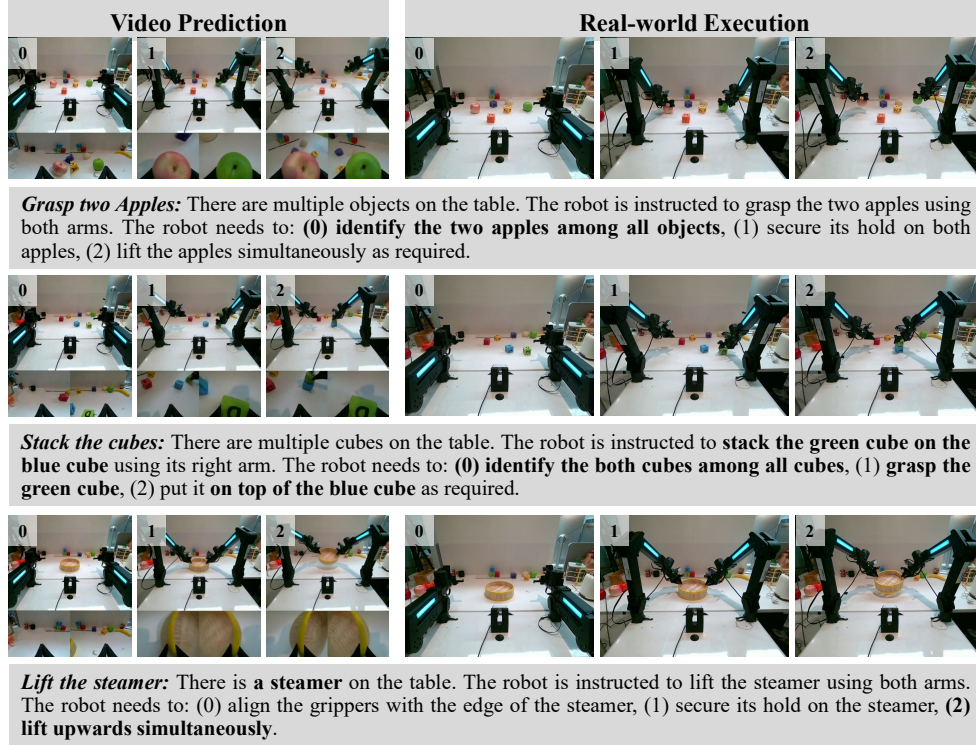 Video Prediction
Real-world Execution
0
1
2
0
1
2
Grasp two Apples: There are multiple objects on the table. The robot is instructed to grasp the two apples using
both arms. The robot needs to: (0) identify the two apples among all objects, (1) secure its hold on both
apples, (2) lift the apples simultaneously as required.
0
1
2
0
1
2
Stack the cubes: There are multiple cubes on the table. The robot is instructed to stack the green cube on the
blue cube using its right arm. The robot needs to: (0) identify the both cubes among all cubes, (1) grasp the
green cube, (2) put it on top of the blue cube as required.
0
1
2
0
1
2
Lift the steamer: There is a steamer on the table. The robot is instructed to lift the steamer using both arms.
The robot needs to: (0) align the grippers with the edge of the steamer, (1) secure its hold on the steamer, (2)
lift upwards simultaneously.